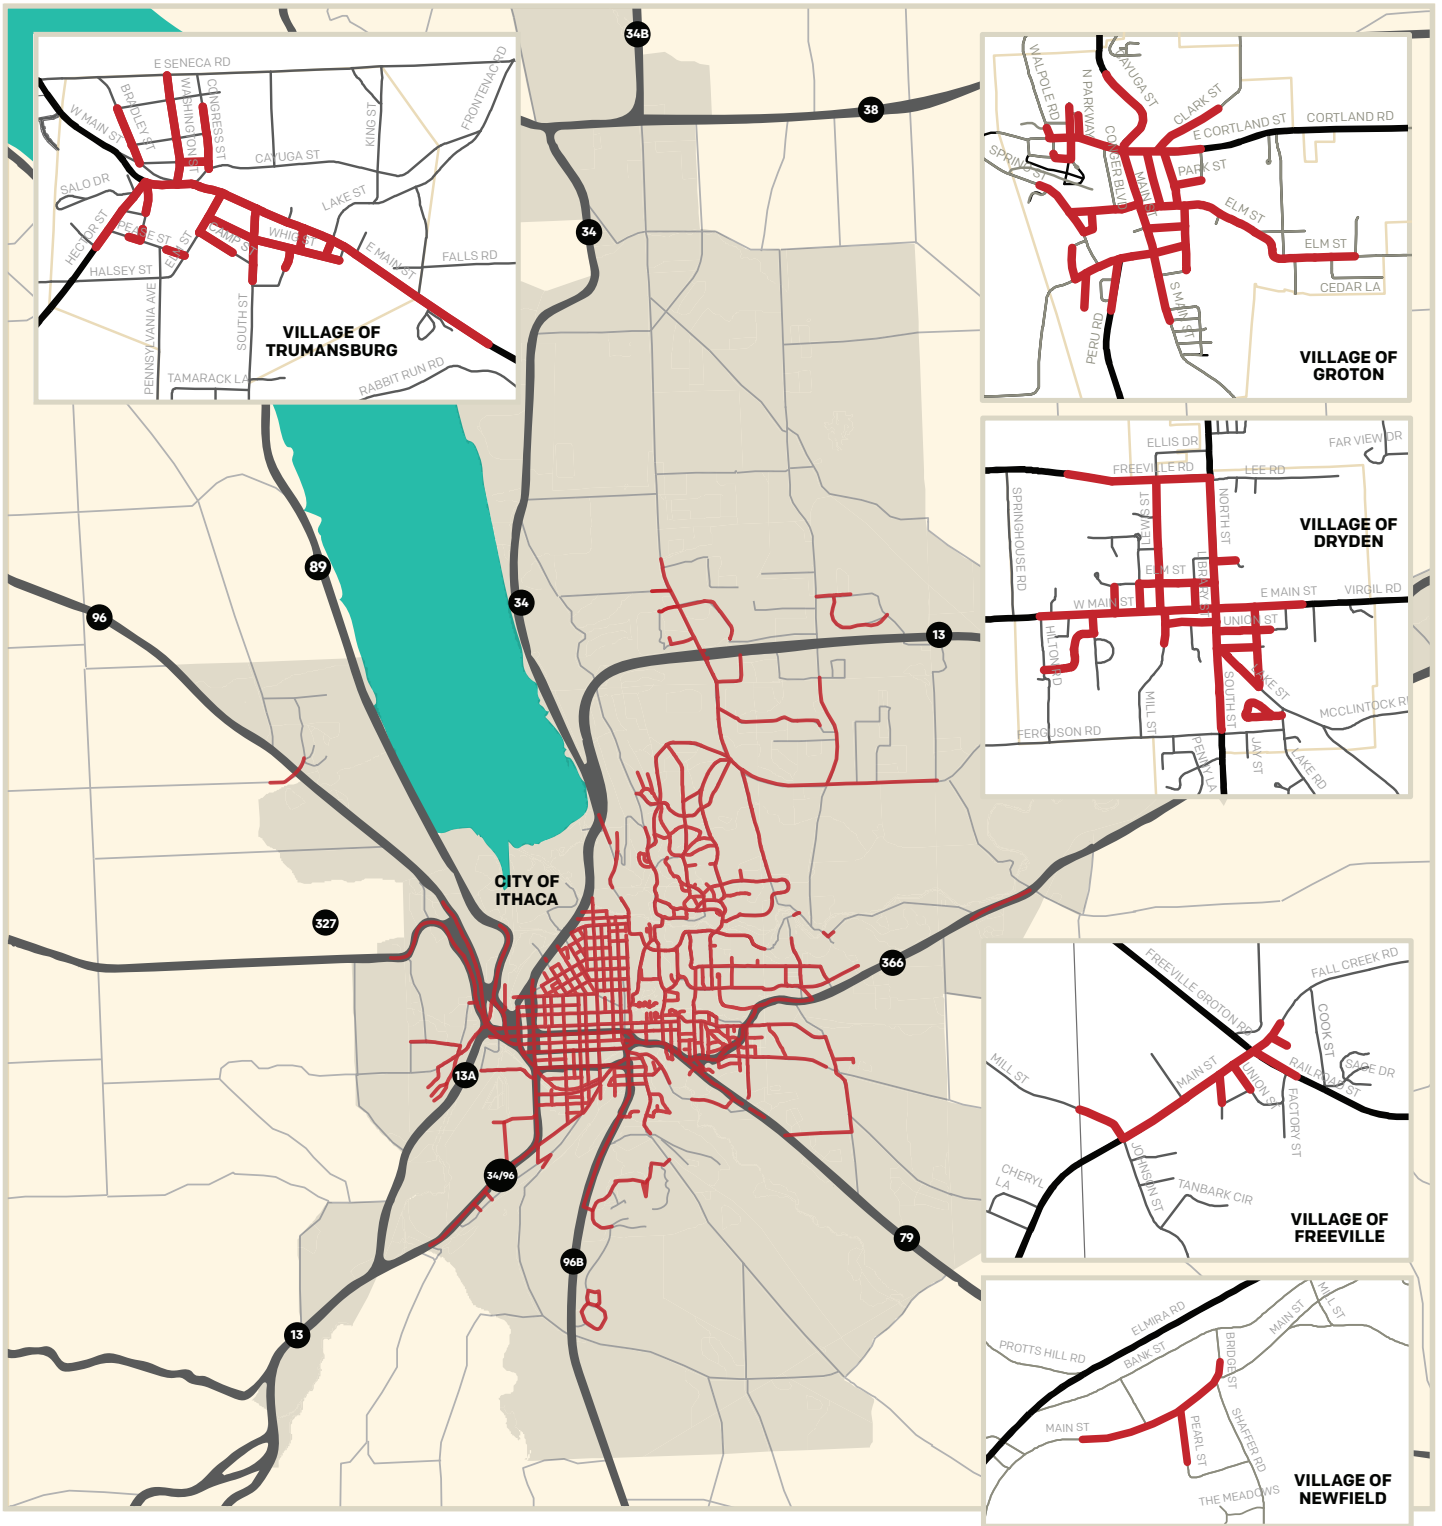 34B
38
34
89
96
34
13
CITY OF
ITHACA
327
366
13A
34/96
96B
79
13
E SENECA RD
BRADLEY ST
WASHINGTON ST
CONGRESS ST
W MAIN ST
KING ST
FRONTENAC RD
CAYUGA ST
SALO DR
LAKE ST
HECTOR ST
PEASE ST
ELM ST
CAMP ST
WHIG ST
E MAIN ST
FALLS RD
HALSEY ST
PENNSYLVANIA AVE
SOUTH ST
VILLAGE OF
TRUMANSBURG
TAMARACK LA
RABBIT RUN RD
WALPOLE RD
N PARKWAY
CAYUGA ST
CLARK ST
E CORTLAND ST
CORTLAND RD
SPRING ST
CONGER BLVD
MAIN ST
PARK ST
ELM ST
ELM ST
CEDAR LA
S MAIN ST
PERU RD
VILLAGE OF
GROTON
ELLIS DR
FAR VIEW DR
FREEVILLE RD
LEE RD
SPRINGHOUSE RD
LEWIS ST
NORTH ST
VILLAGE OF
DRYDEN
ELM ST
LIBRARY ST
W MAIN ST
E MAIN ST
VIRGIL RD
UNION ST
HILTON RD
LAKE ST
SOUTH ST
MILL ST
MCCLINTOCK RD
FERGUSON RD
PENNY LA
JAY ST
LAKE RD
FREEVILLE GROTON RD
FALL CREEK RD
COOK ST
MILL ST
MAIN ST
UNION ST
RAILROAD ST
SAGE DR
FACTORY ST
JOHNSON ST
CHERYL
LA
TANBARK CIR
VILLAGE OF
FREEVILLE
ELMIRA RD
MILL ST
MAIN ST
PROTTS HILL RD
BANK ST
BRIDGE ST
MAIN ST
PEARL ST
SHAFFER RD
THE MEADOWS
VILLAGE OF
NEWFIELD